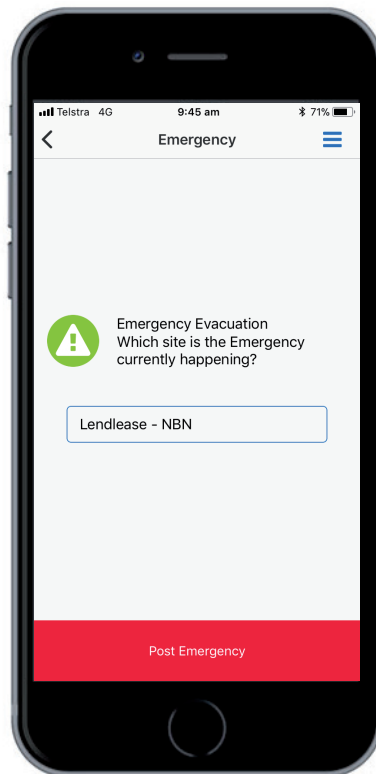 Telstra 4G 9:45 am 71%
Emergency
Emergency Evacuation
Which site is the Emergency
currently happening?
Lendlease - NBN
Post Emergency